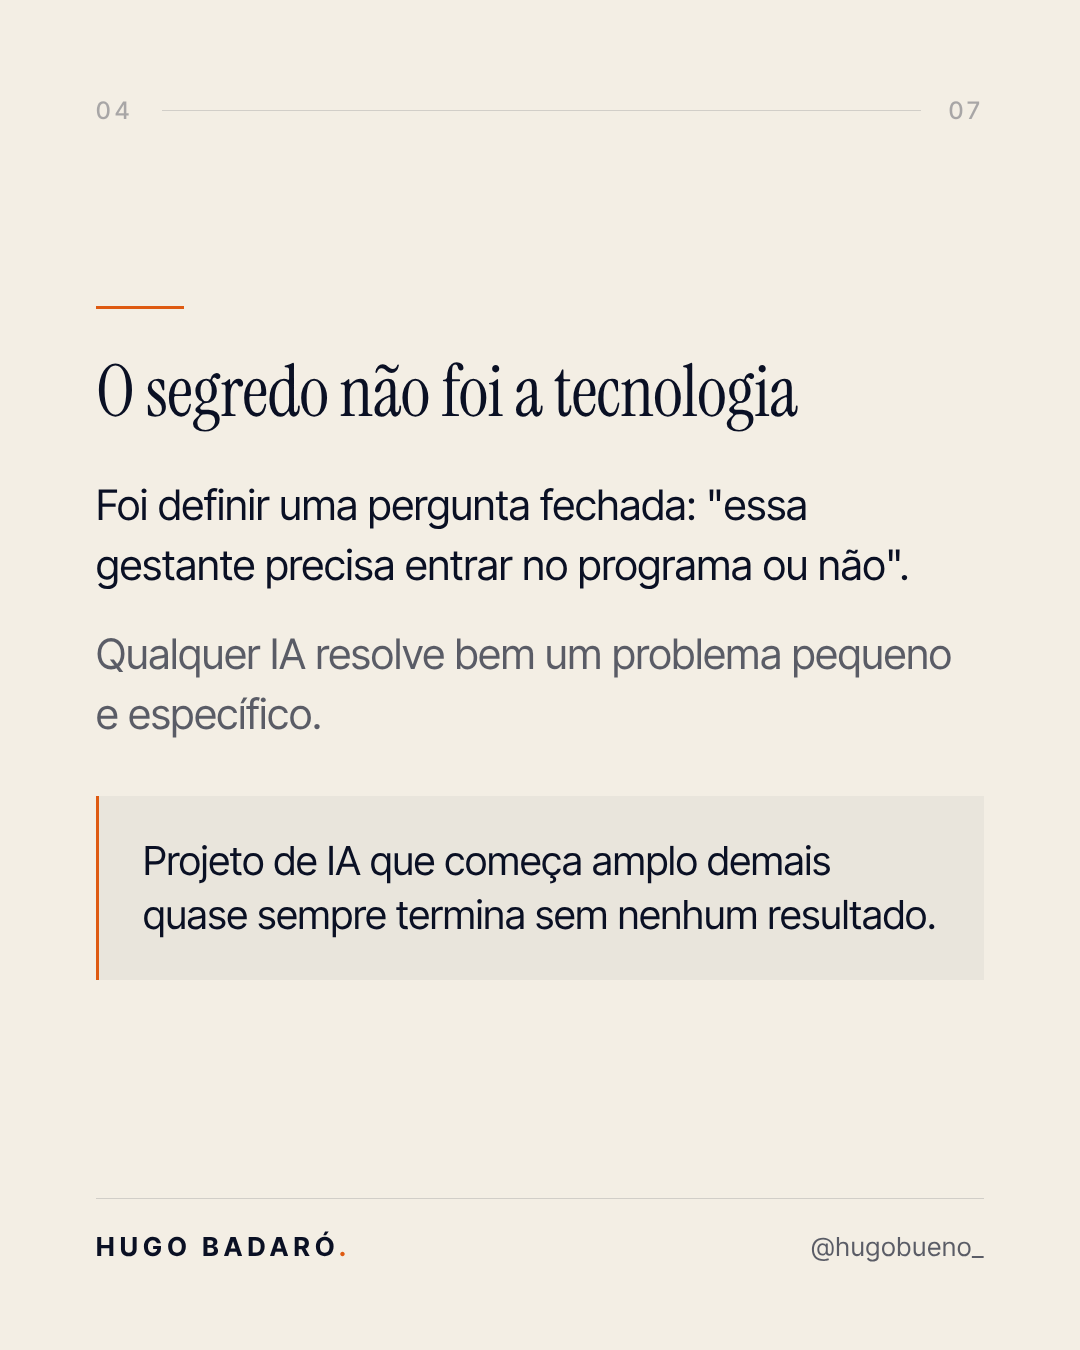 04
07
O segredo não foi a tecnologia
Foi definir uma pergunta fechada: "essa
gestante precisa entrar no programa ou não".
Qualquer IA resolve bem um problema pequeno
e específico.
Projeto de IA que começa amplo demais
quase sempre termina sem nenhum resultado.
HUGO BADARÓ.
@hugobueno_